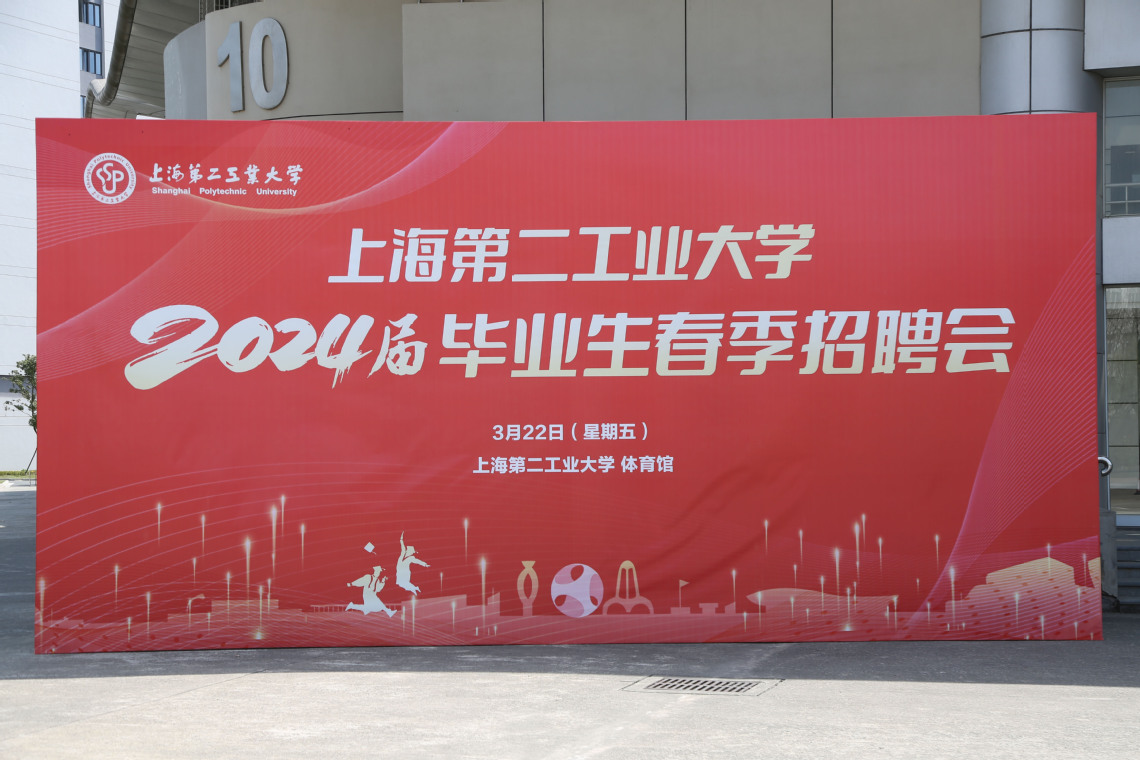 10
上海第二工業大学
Shanghai Polytechnic University
上海第二工业大学
2024届毕业生春季招聘会
3月22日（星期五）
上海第二工业大学 体育馆